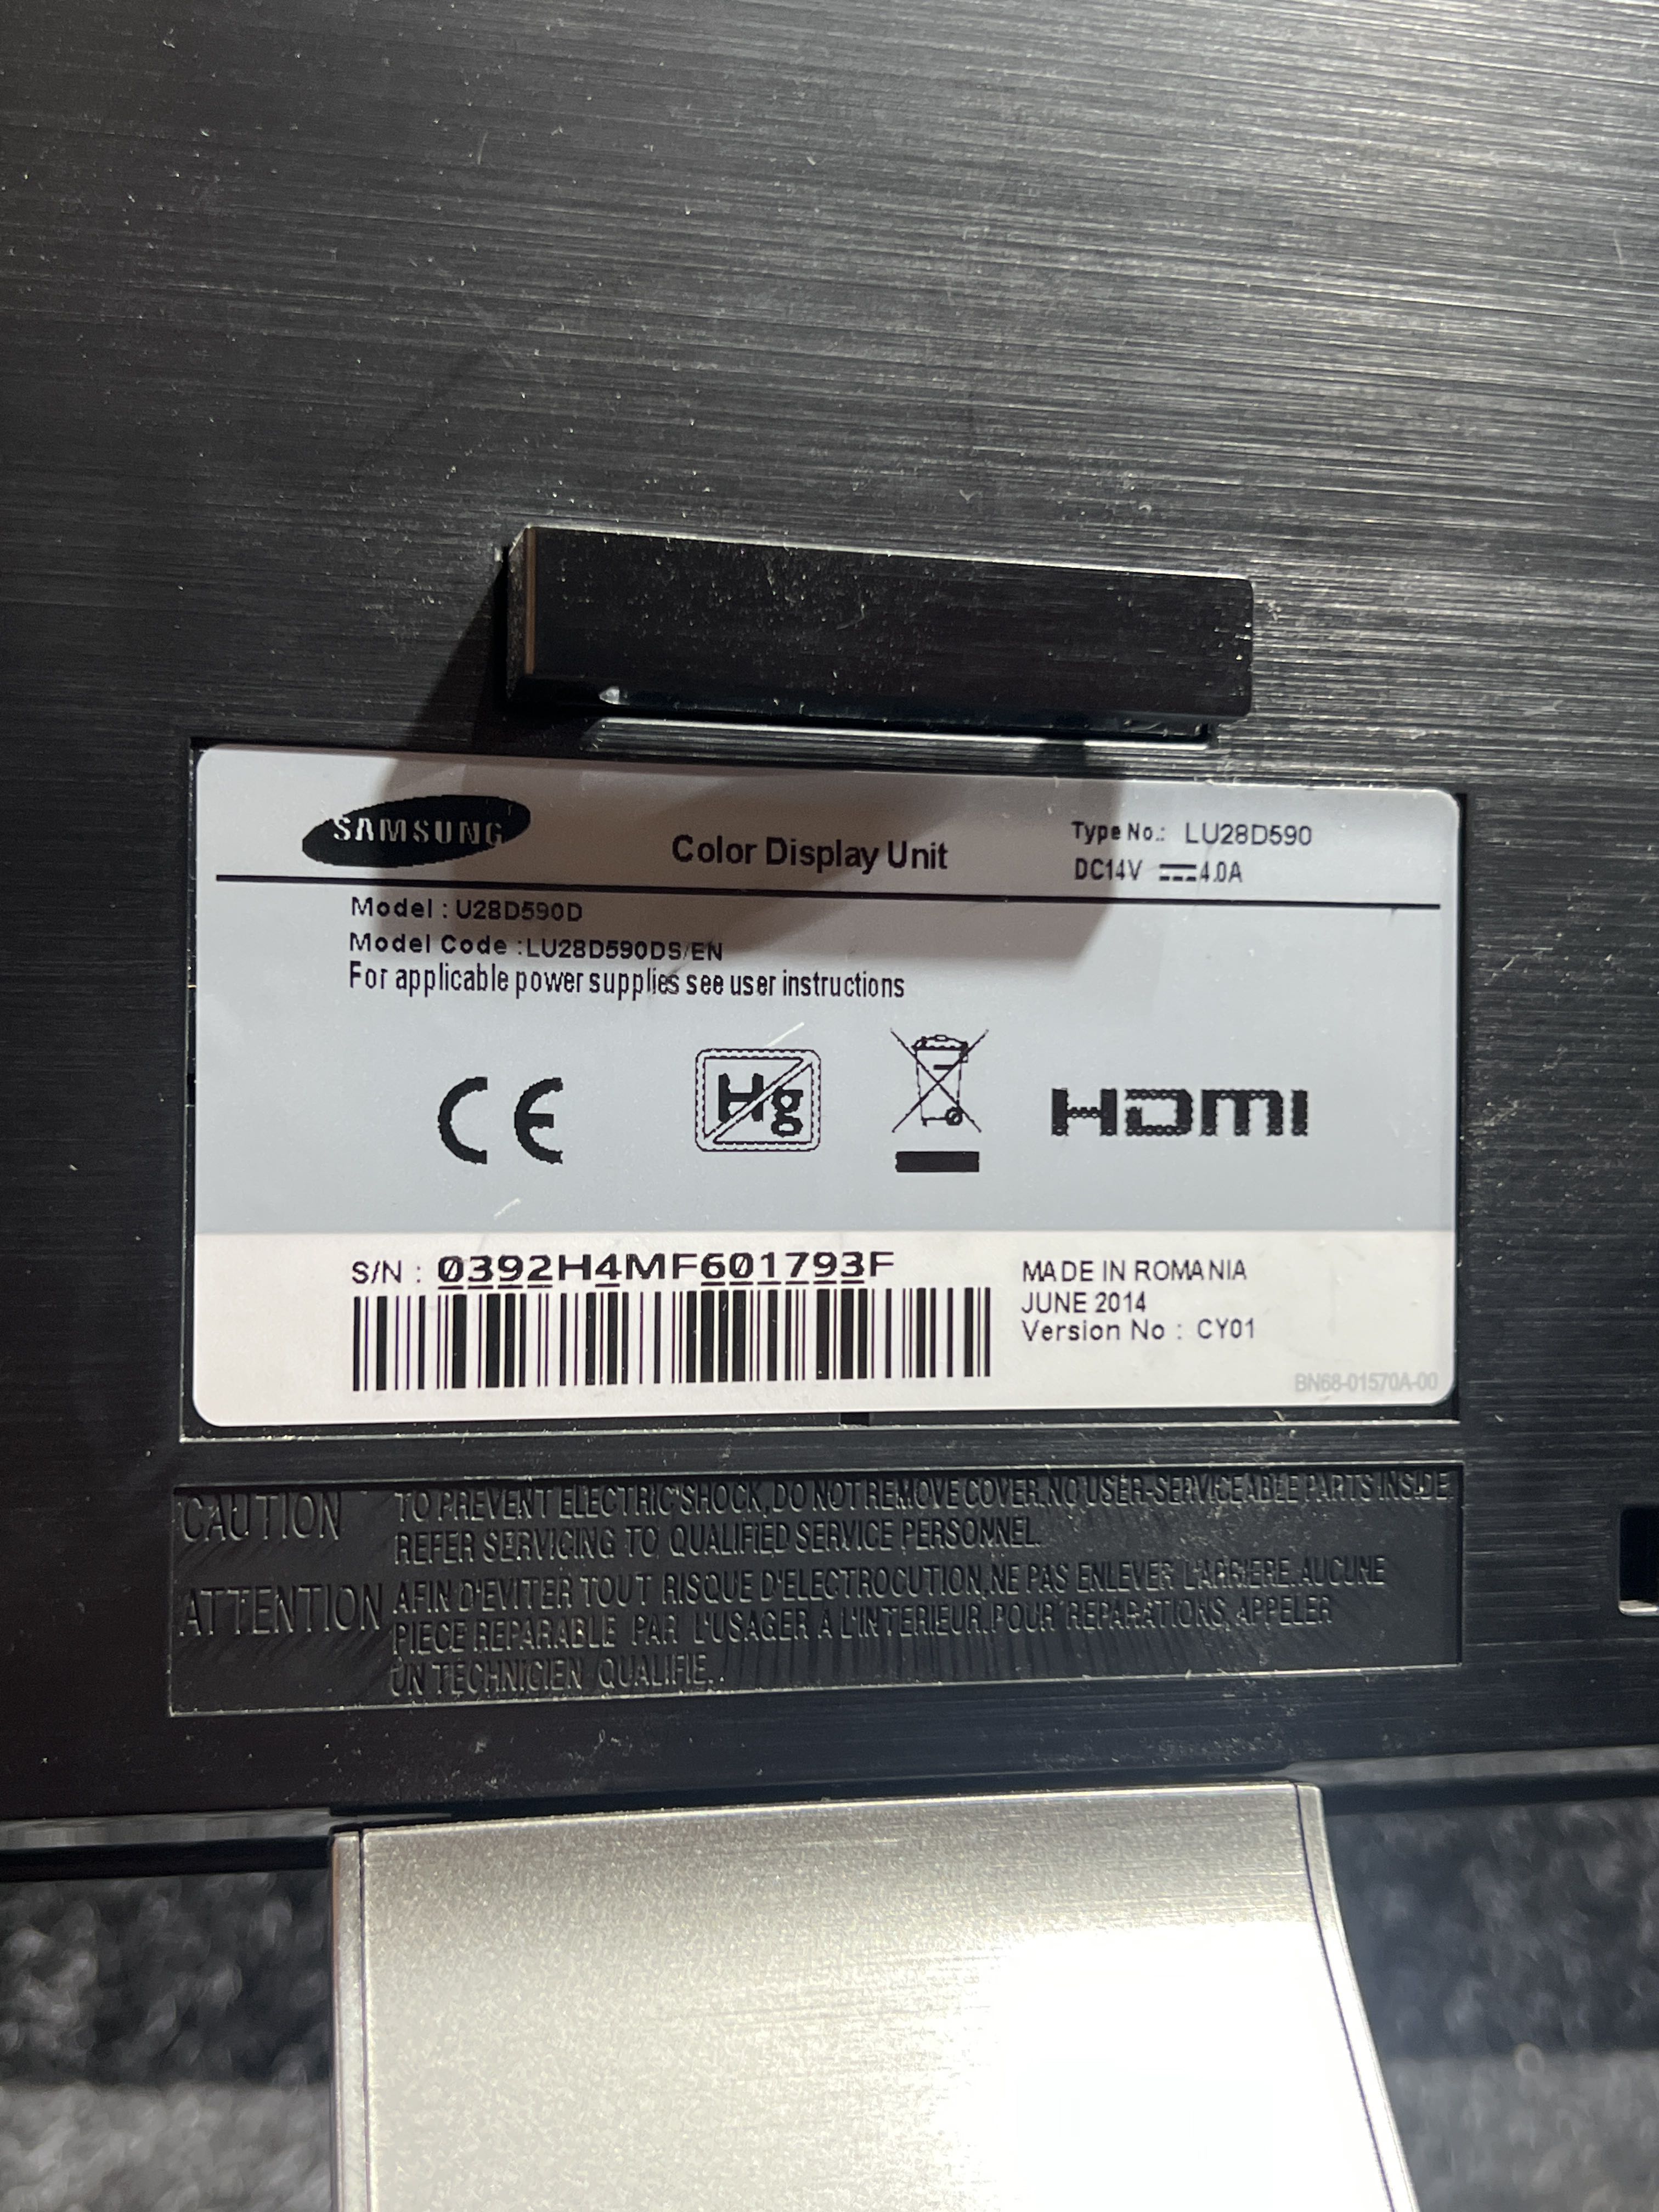 SAMSUNG
Color Display Unit
Type No.: LU28D590
DC14V 4.0A
Model : U28D590D
Model Code :LU28D590DS/EN
For applicable power supplies see user instructions
CE
Hg
HDMI
S/N : 0392H4MF601793F
MADE IN ROMANIA
JUNE 2014
Version No : CY01
BN68-01570A-00
CAUTION TO PREVENT ELECTRIC SHOCK,DO NOT REMOVE COVER.NO USER-SERVICEABLE PARTS INSIDE.
REFER SERVICING TO QUALIFIED SERVICE PERSONNEL.
ATTENTION AFIN D'EVITER TOUT RISQUE D'ELECTROCUTION,NE PAS ENLEVER L'ARRIERE.AUCUNE
PIECE REPARABLE PAR L'USAGER A L'INTERIEUR.POUR REPARATIONS, APPELER
UN TECHNICIEN QUALIFIE.